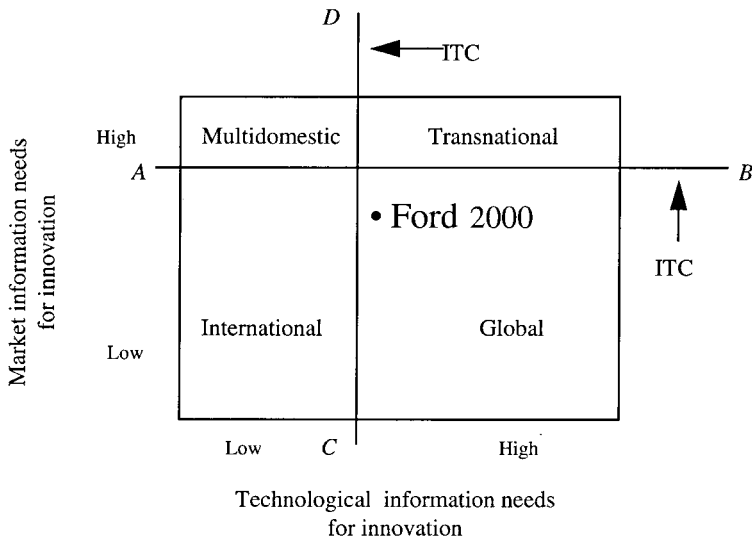 D
ITC
High
Multidomestic
Transnational
A
B
• Ford 2000
ITC
Market information needs
for innovation
International
Global
Low
Low
C
High
Technological information needs
for innovation